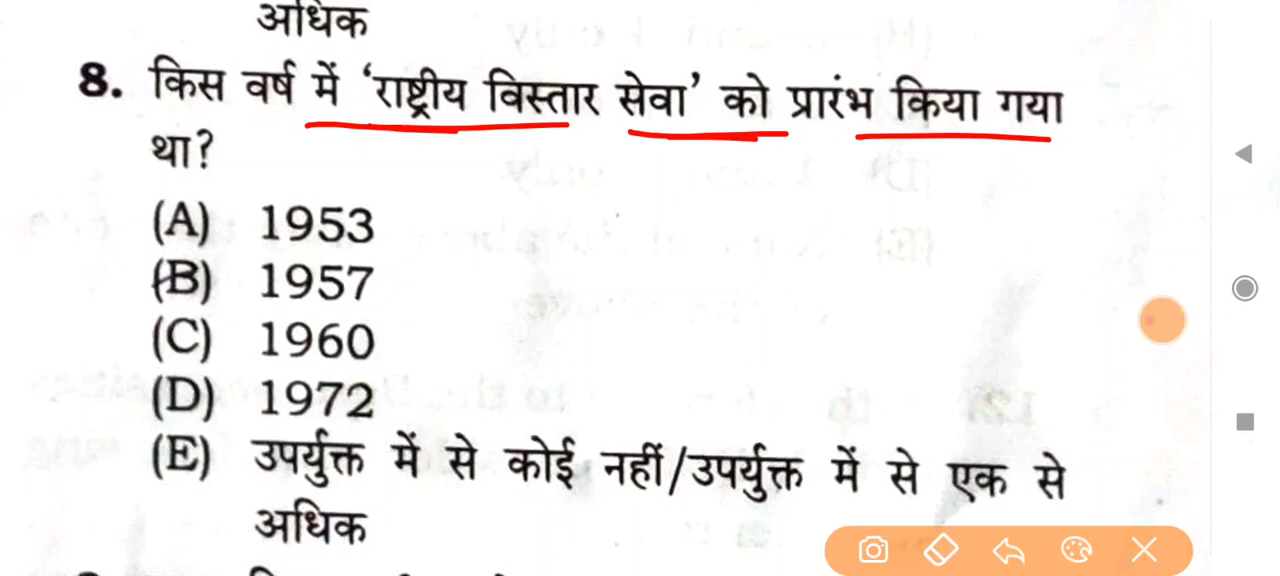 अधिक
8. किस वर्ष में ‘राष्ट्रीय विस्तार सेवा’ को प्रारंभ किया गया
था?
(A) 1953
(B) 1957
(C) 1960
(D) 1972
(E) उपर्युक्त में से कोई नहीं/उपर्युक्त में से एक से
अधिक